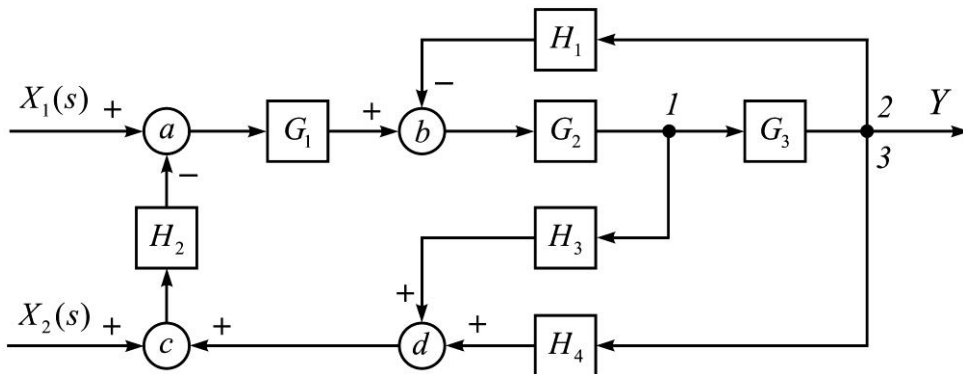 H₁
X₁(s) + a G₁ + b − G₂ 1 G₃ 2 Y
3
−
H₂
H₃
X₂(s) + c + d + + H₄